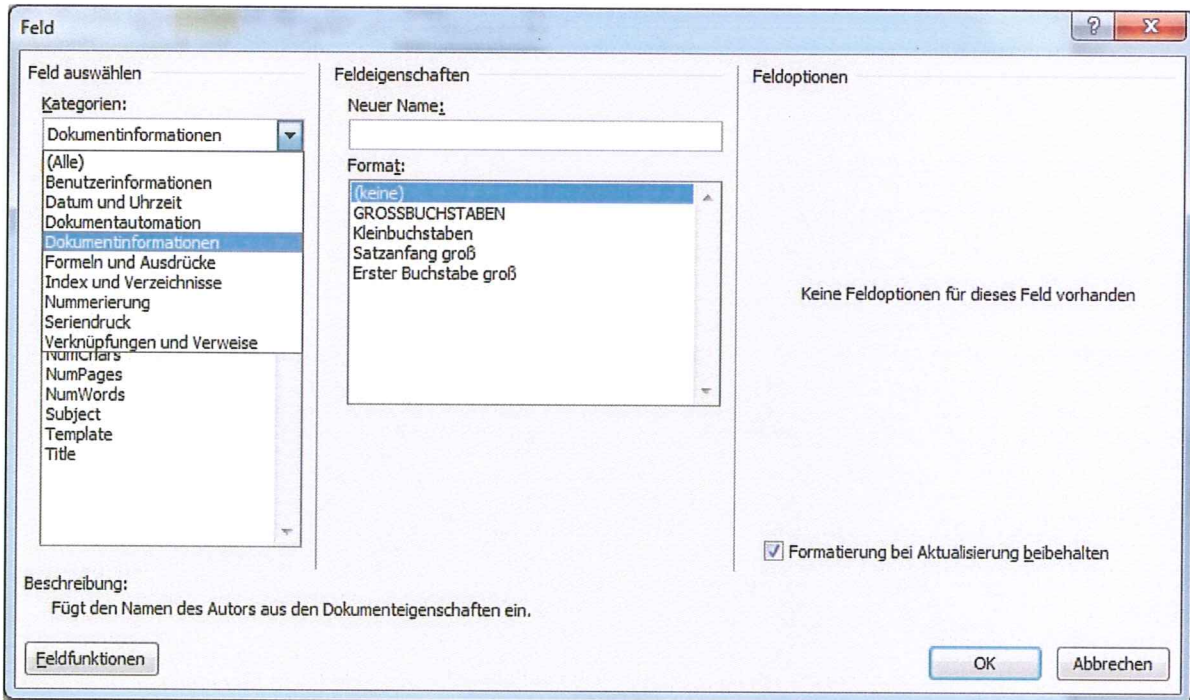 Feld
Feld auswählen
Kategorien:
Dokumentinformationen
(Alle)
Benutzerinformationen
Datum und Uhrzeit
Dokumentautomation
Dokumentinformationen
Formeln und Ausdrücke
Index und Verzeichnisse
Nummerierung
Seriendruck
Verknüpfungen und Verweise
NumChars
NumPages
NumWords
Subject
Template
Title
Feldeigenschaften
Neuer Name:
Format:
(keine)
GROSSBUCHSTABEN
Kleinbuchstaben
Satzanfang groß
Erster Buchstabe groß
Feldoptionen
Keine Feldoptionen für dieses Feld vorhanden
Formatierung bei Aktualisierung beibehalten
Beschreibung:
Fügt den Namen des Autors aus den Dokumenteigenschaften ein.
Feldfunktionen
OK
Abbrechen